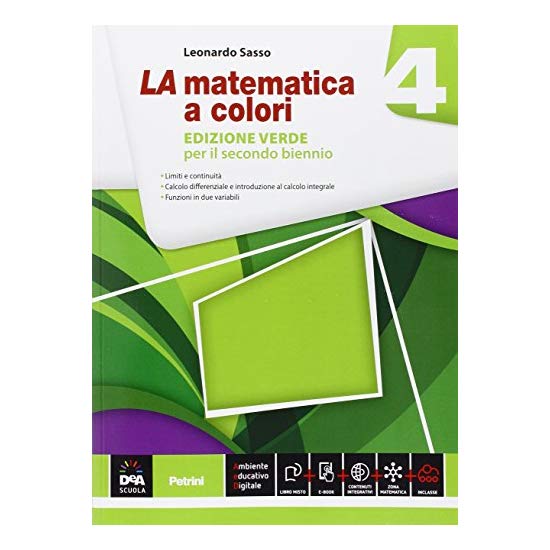 Leonardo Sasso
4
LA matematica
a colori
EDIZIONE VERDE
per il secondo biennio
• Limiti e continuità
• Calcolo differenziale e introduzione al calcolo integrale
• Funzioni in due variabili
DeA
SCUOLA
Petrini
Ambiente
educativo
Digitale
LIBRO MISTO
E-BOOK
CONTENUTI
INTEGRATIVI
ZONA
MATEMATICA
INCLASSE